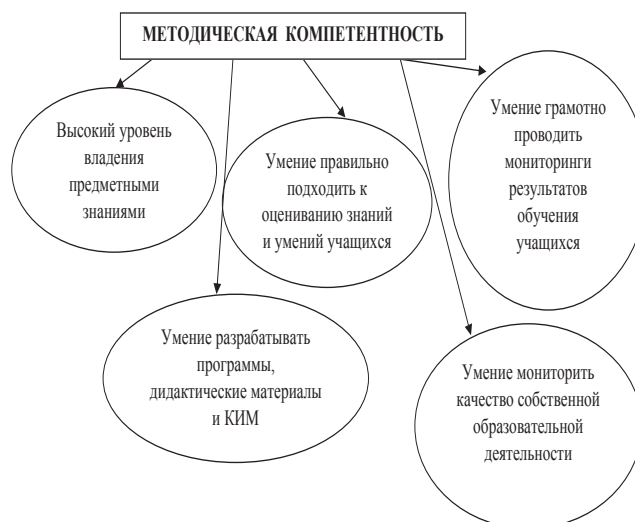 МЕТОДИЧЕСКАЯ КОМПЕТЕНТНОСТЬ
Высокий уровень
владения
предметными
знаниями
Умение правильно
подходить к
оцениванию знаний
и умений учащихся
Умение грамотно
проводить
мониторинги
результатов
обучения
учащихся
Умение разрабатывать
программы,
дидактические материалы
и КИМ
Умение мониторить
качество собственной
образовательной
деятельности